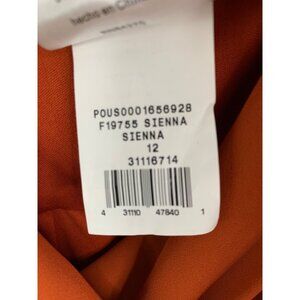 hecho en
POUS0001656928
F19755 SIENNA
SIENNA
12
31116714
4 31110 47840 1